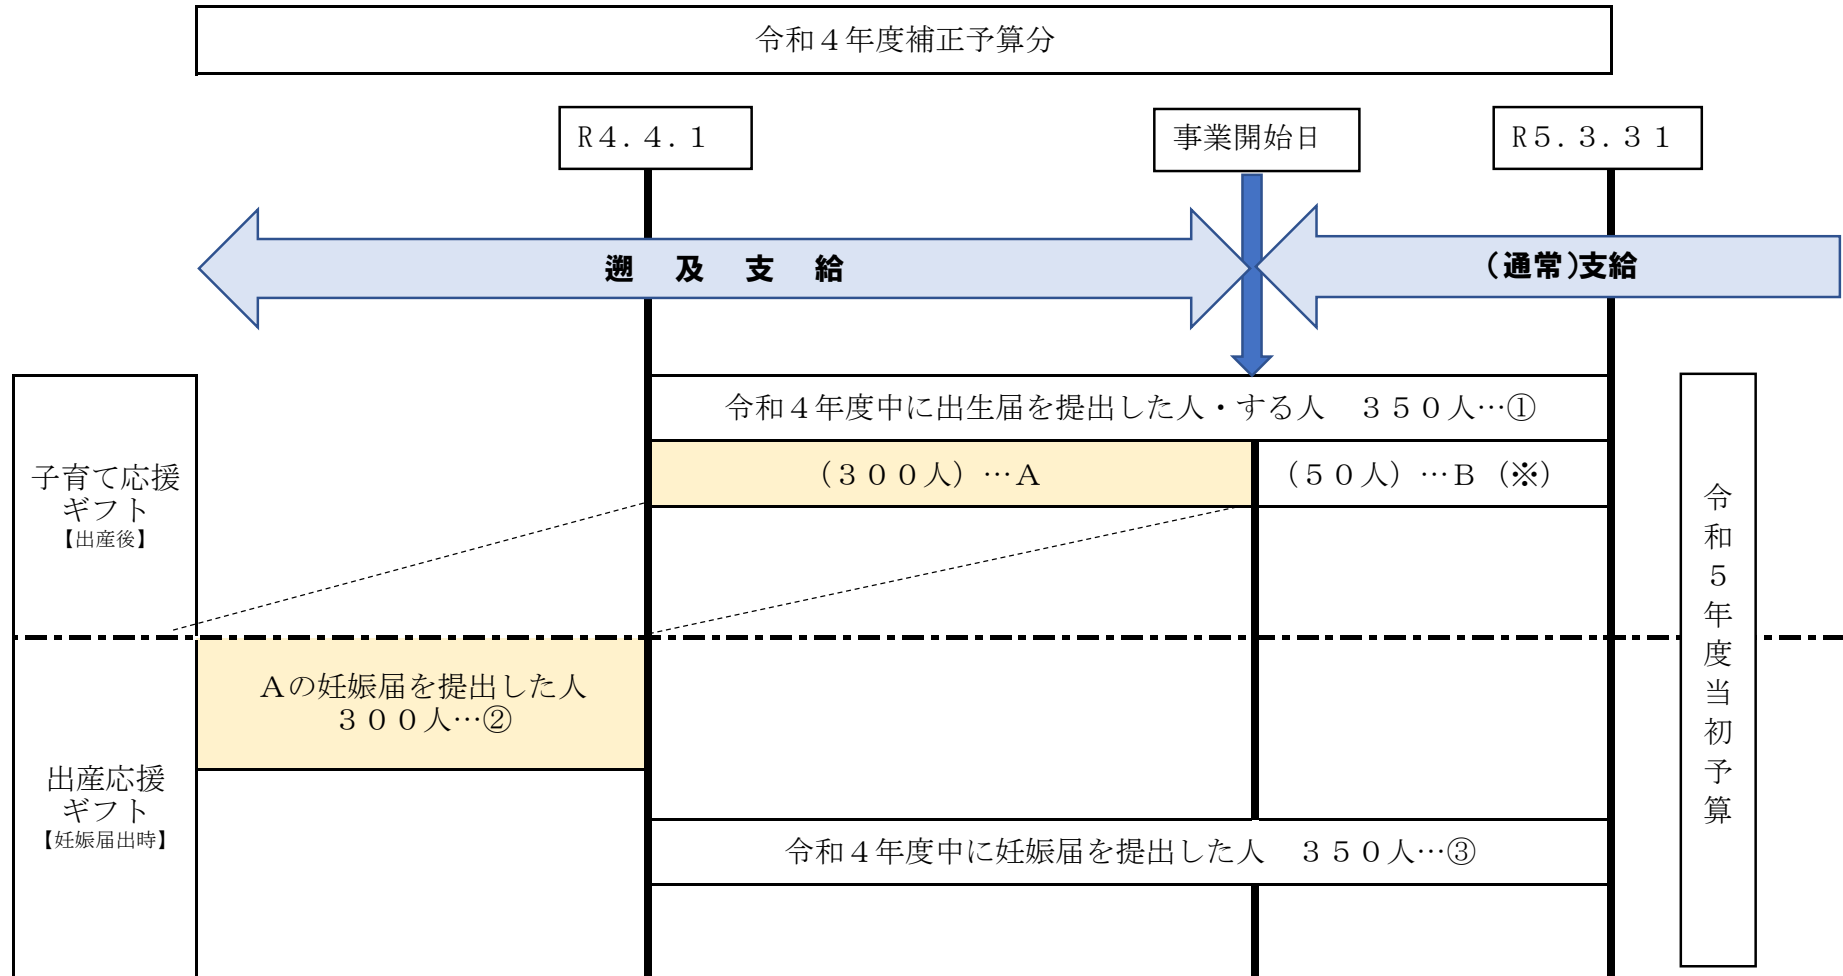 令和４年度補正予算分
R４．４．１
事業開始日
R５．３．３１
遡及支給
（通常）支給
令和４年度中に出生届を提出した人・する人　３５０人…①
（３００人）…A
（５０人）…B（※）
子育て応援
ギフト
【出産後】
令和５年度当初予算
Aの妊娠届を提出した人
３００人…②
出産応援
ギフト
【妊娠届出時】
令和４年度中に妊娠届を提出した人　３５０人…③